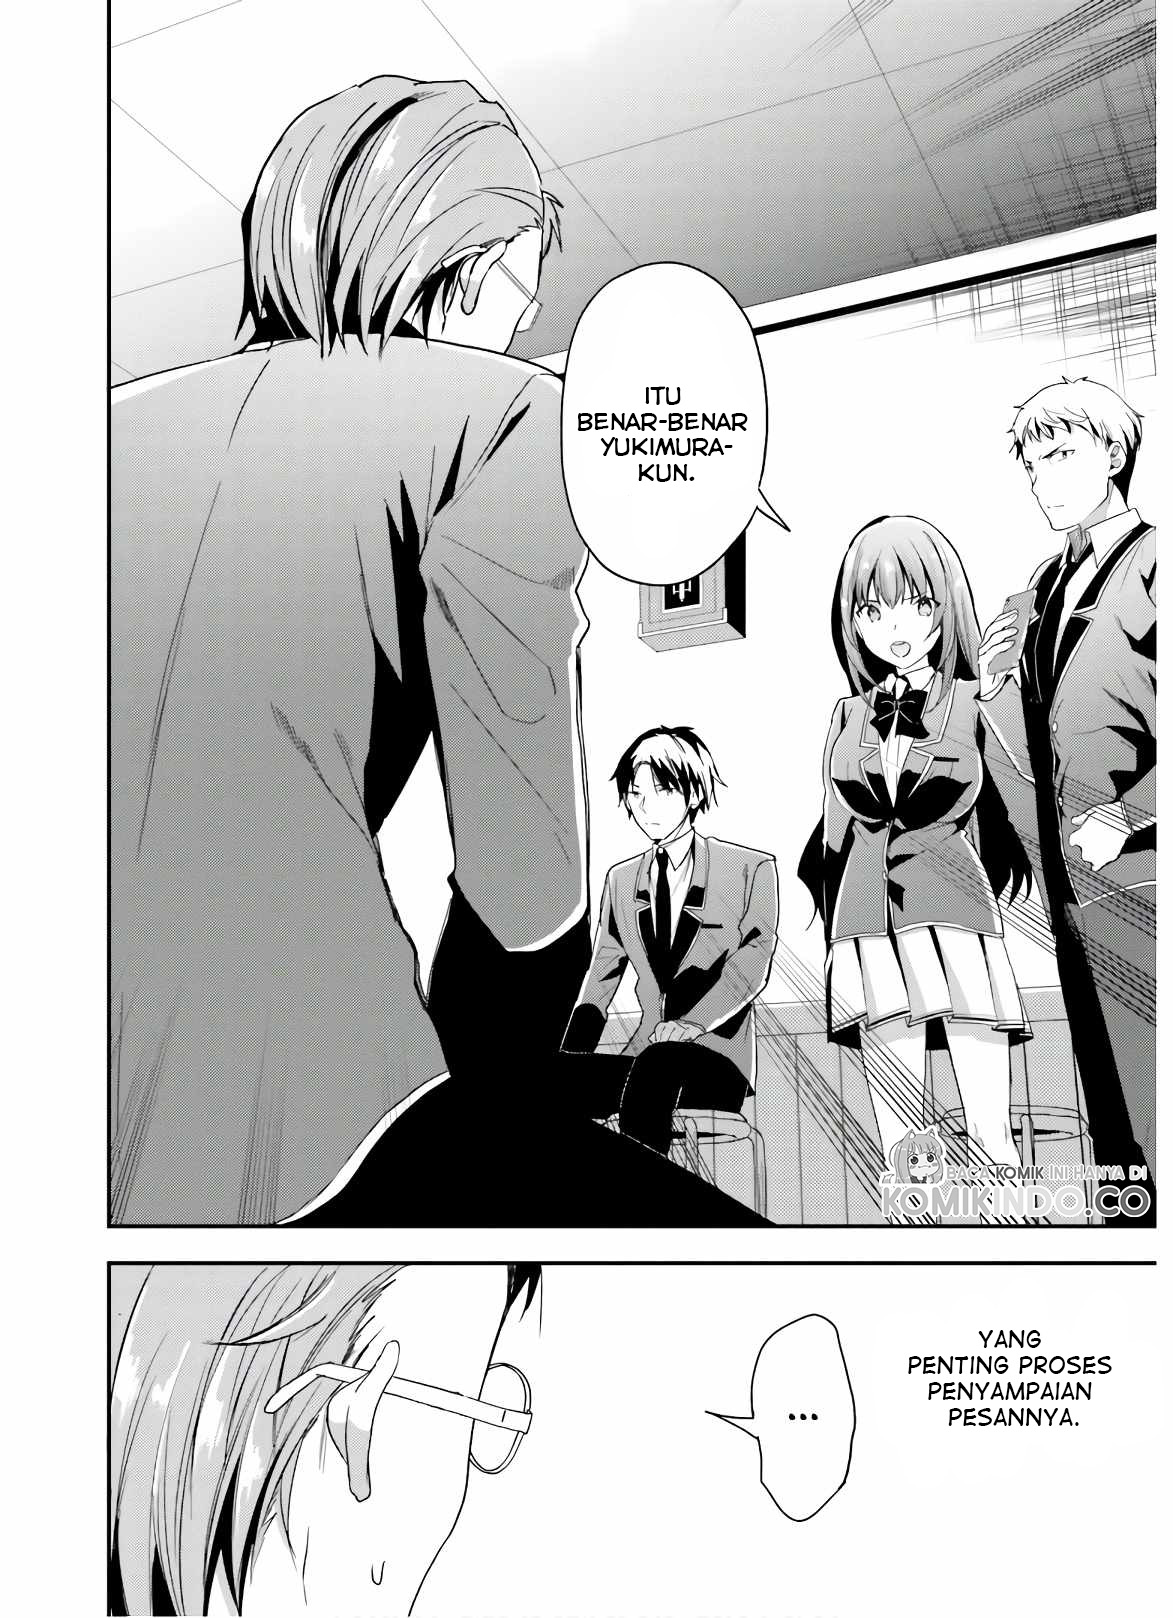 ITU
BENAR-BENAR
YUKIMURA-
KUN.
BACA KOMIK INI HANYA DI
KOMIKINDO.CO
YANG
PENTING PROSES
PENYAMPAIAN
PESANNYA.
...